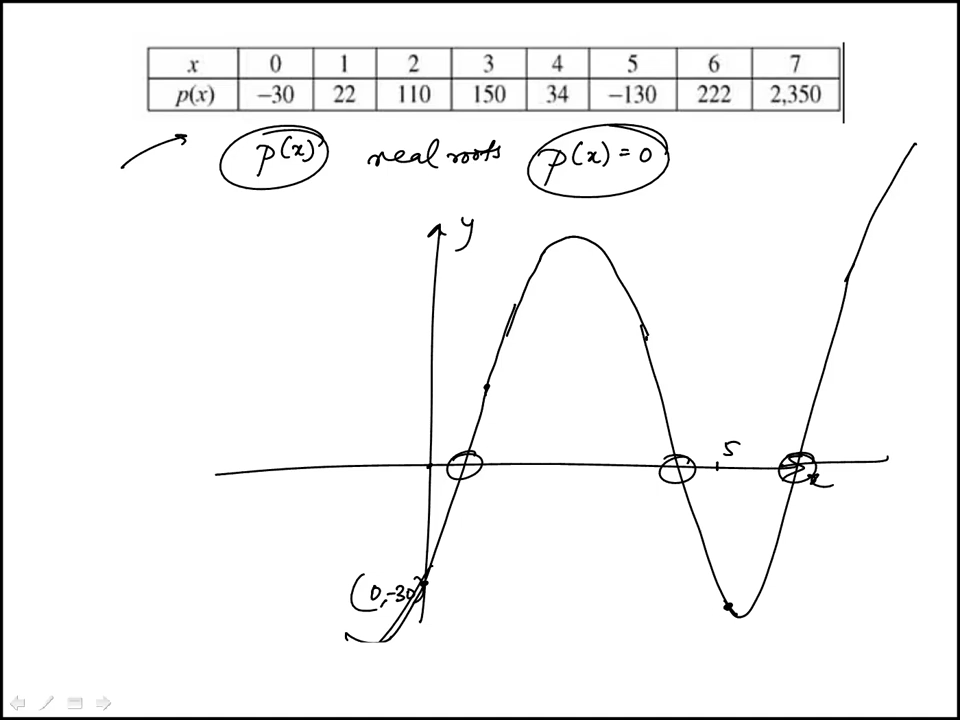 x 0 1 2 3 4 5 6 7
p(x) −30 22 110 150 34 −130 222 2,350
p(x) real roots p(x) = 0
y
5
x
(0,-30)